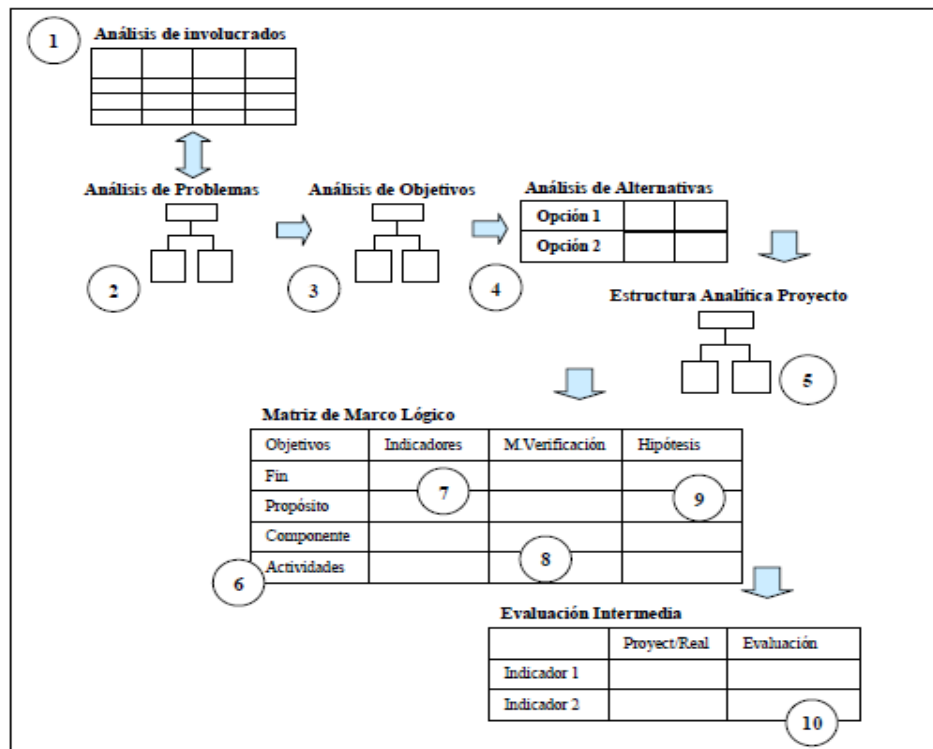 1
Análisis de involucrados
Análisis de Problemas
Análisis de Objetivos
Análisis de Alternativas
Opción 1
Opción 2
2
3
4
Estructura Analítica Proyecto
5
Matriz de Marco Lógico
Objetivos Indicadores M.Verificación Hipótesis
Fin
7
9
Propósito
Componente
8
Actividades
6
Evaluación Intermedia
Proyect/Real Evaluación
Indicador 1
Indicador 2
10